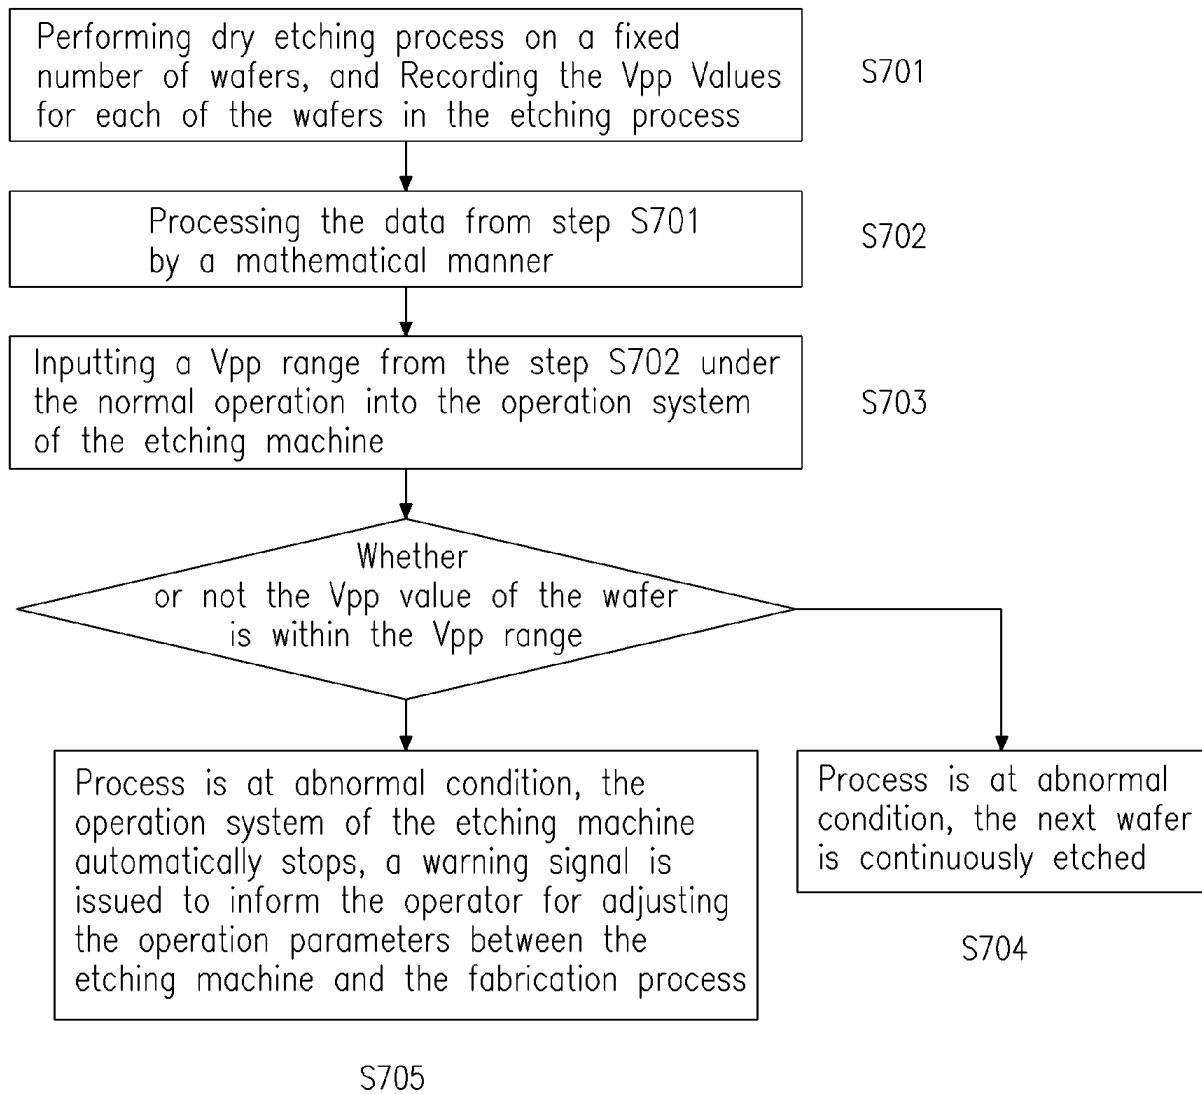 Performing dry etching process on a fixed
number of wafers, and Recording the Vpp Values
for each of the wafers in the etching process
S701
Processing the data from step S701
by a mathematical manner
S702
Inputting a Vpp range from the step S702 under
the normal operation into the operation system
of the etching machine
S703
Whether
or not the Vpp value of the wafer
is within the Vpp range
Process is at abnormal condition, the
operation system of the etching machine
automatically stops, a warning signal is
issued to inform the operator for adjusting
the operation parameters between the
etching machine and the fabrication process
S705
Process is at abnormal
condition, the next wafer
is continuously etched
S704